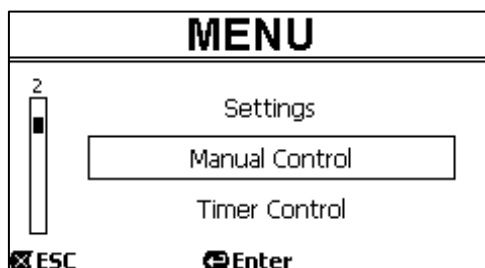 MENU
2
Settings
Manual Control
Timer Control
ESC Enter